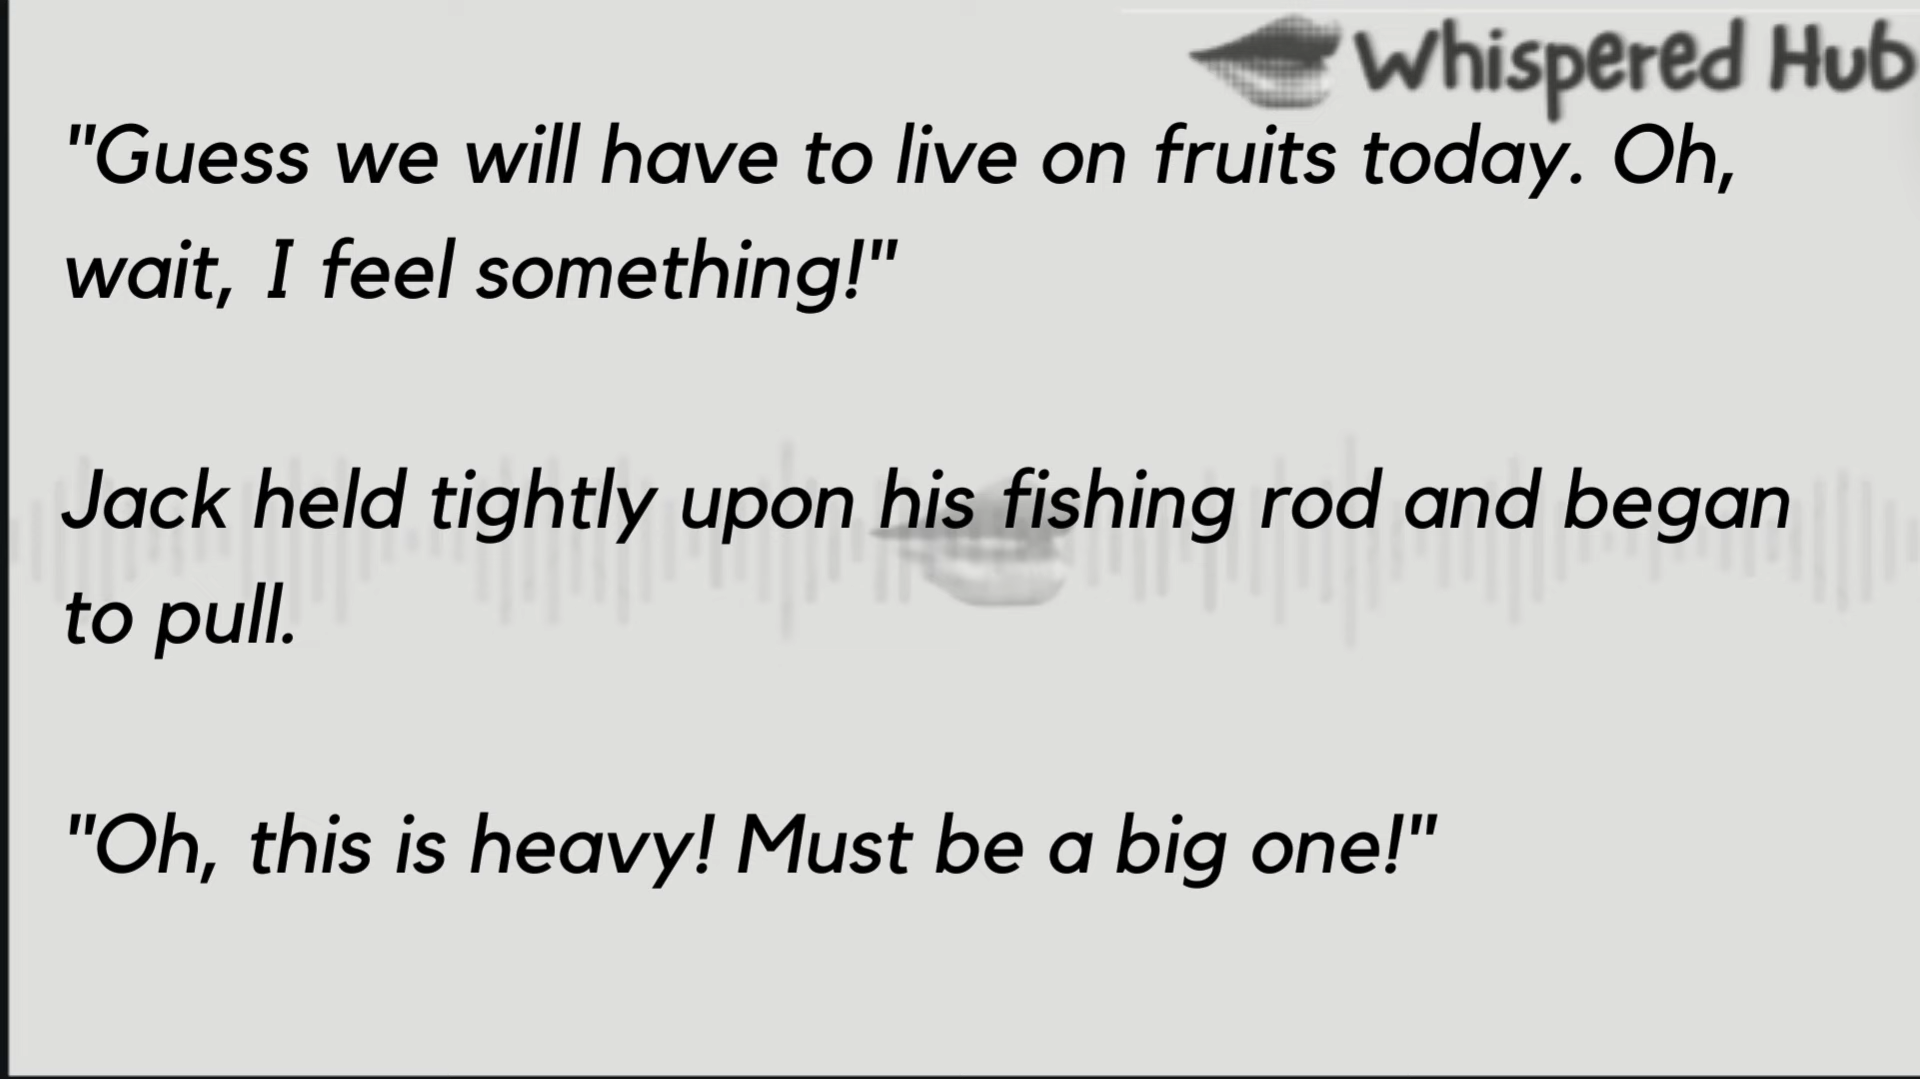 Whispered Hub
"Guess we will have to live on fruits today. Oh,
wait, I feel something!"
Jack held tightly upon his fishing rod and began
to pull.
"Oh, this is heavy! Must be a big one!"